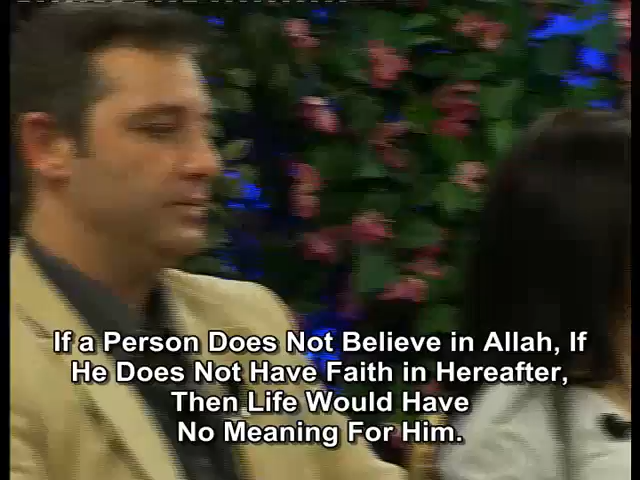 If a Person Does Not Believe in Allah, If
He Does Not Have Faith in Hereafter,
Then Life Would Have
No Meaning For Him.